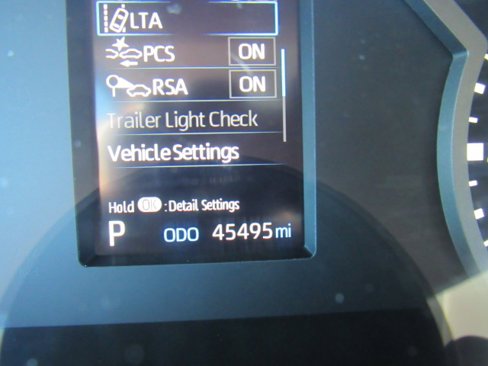 LTA
PCS ON
RSA ON
Trailer Light Check
Vehicle Settings
Hold OK : Detail Settings
P ODO 45495 mi